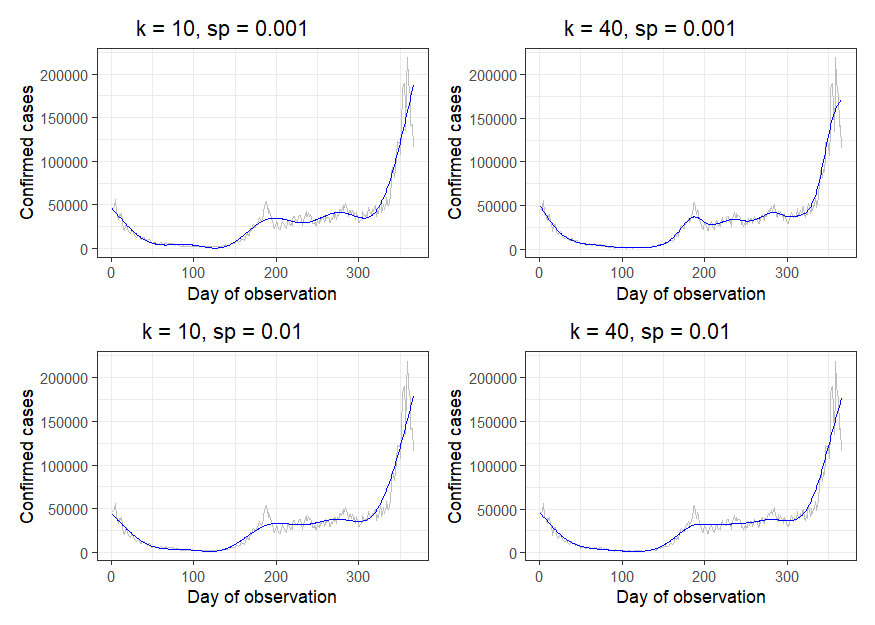 k = 10, sp = 0.001
Confirmed cases
200000
150000
100000
50000
0
0 100 200 300
Day of observation
k = 40, sp = 0.001
Confirmed cases
200000
150000
100000
50000
0
0 100 200 300
Day of observation
k = 10, sp = 0.01
Confirmed cases
200000
150000
100000
50000
0
0 100 200 300
Day of observation
k = 40, sp = 0.01
Confirmed cases
200000
150000
100000
50000
0
0 100 200 300
Day of observation